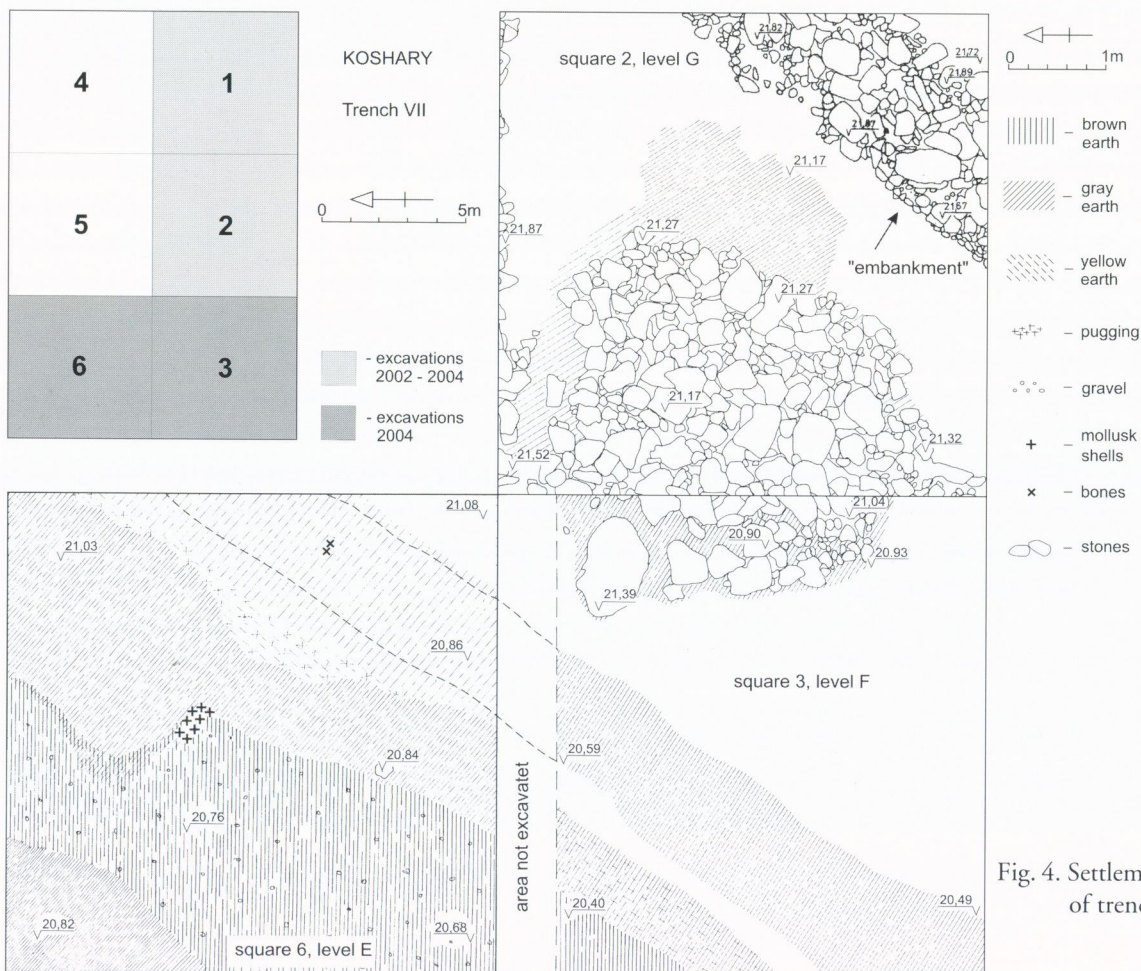 4
1
5
2
6
3
KOSHARY
Trench VII
0 5m
- excavations
2002 - 2004
- excavations
2004
square 2, level G
21,82
21,72
21,89
21,87
21,17
21,67
21,87
21,27
"embankment"
21,27
21,17
21,32
21,52
0 1m
– brown
earth
– gray
earth
– yellow
earth
– pugging
– gravel
– mollusk
shells
– bones
– stones
21,08
21,03
21,04
20,90
20,93
21,39
20,86
square 3, level F
20,84
20,59
20,76
area not excavatet
20,49
20,40
20,82
20,68
square 6, level E
Fig. 4. Settlem
of tren